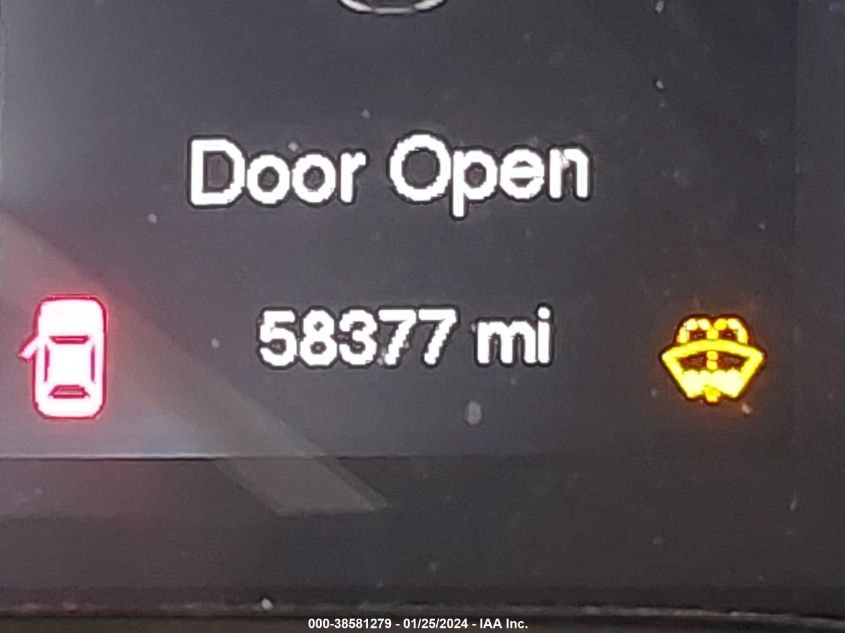 Door Open
58377 mi
000-38581279 - 01/25/2024 - IAA Inc.